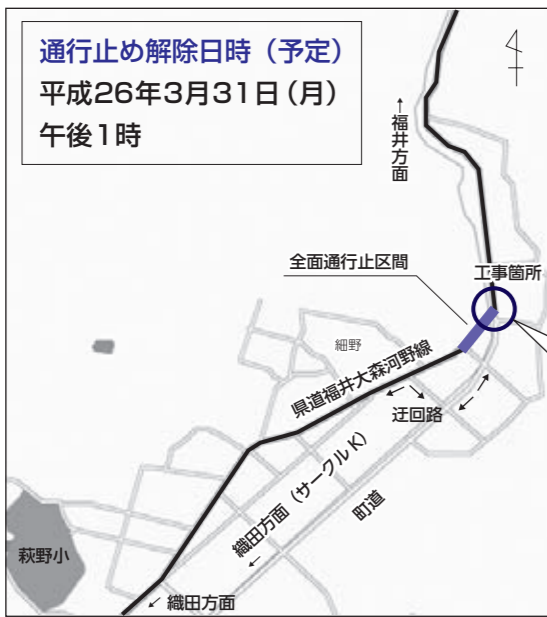 通行止め解除日時（予定）
平成26年3月31日（月）
午後1時
↑福井方面
全面通行止区間
工事箇所
細野
県道福井大森河野線
迂回路
織田方面（サークルK）
町道
萩野小
織田方面